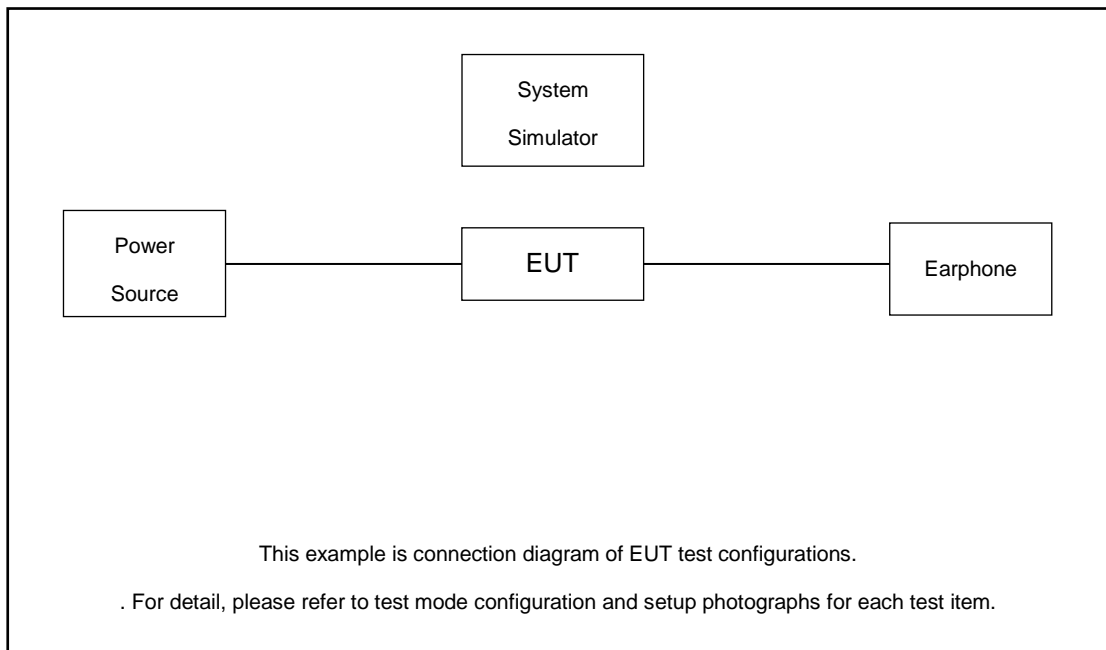 System
Simulator
Power
Source
EUT
Earphone
This example is connection diagram of EUT test configurations.
. For detail, please refer to test mode configuration and setup photographs for each test item.